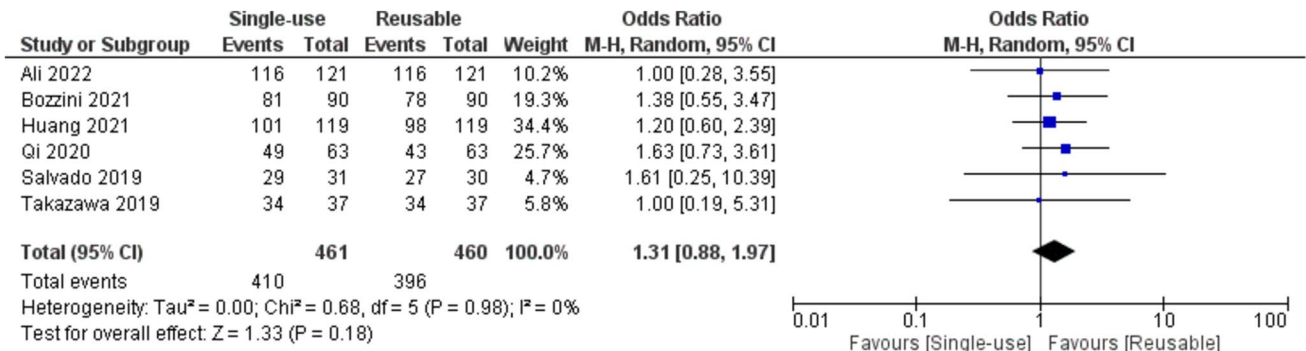 Single-use Reusable Odds Ratio Odds Ratio
Study or Subgroup Events Total Events Total Weight M-H, Random, 95% CI M-H, Random, 95% CI
Ali 2022 116 121 116 121 10.2% 1.00 [0.28, 3.55]
Bozzini 2021 81 90 78 90 19.3% 1.38 [0.55, 3.47]
Huang 2021 101 119 98 119 34.4% 1.20 [0.60, 2.39]
Qi 2020 49 63 43 63 25.7% 1.63 [0.73, 3.61]
Salvado 2019 29 31 27 30 4.7% 1.61 [0.25, 10.39]
Takazawa 2019 34 37 34 37 5.8% 1.00 [0.19, 5.31]
Total (95% CI) 461 460 100.0% 1.31 [0.88, 1.97]
Total events 410 396
Heterogeneity: Tau² = 0.00; Chi² = 0.68, df = 5 (P = 0.98); I² = 0%
Test for overall effect: Z = 1.33 (P = 0.18)
0.01 0.1 1 10 100
Favours [Single-use] Favours [Reusable]